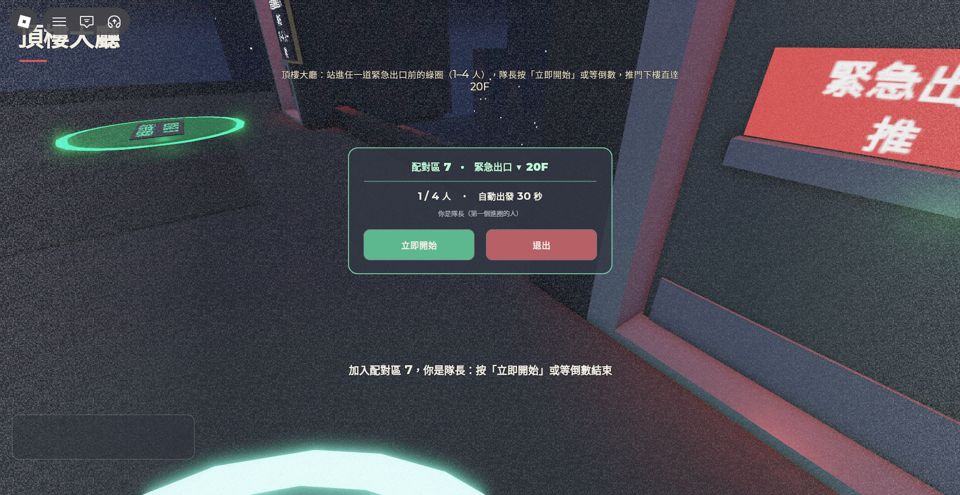 頂樓大廳
頂樓大廳：站進任一道緊急出口前的綠圈（1–4 人），隊長按「立即開始」或等倒數，推門下樓直達
20F
配對區 7 • 緊急出口 ▼ 20F
1 / 4 人 · 自動出發 30 秒
你是隊長（第一個進圈的人）
立即開始
退出
加入配對區 7，你是隊長：按「立即開始」或等倒數結束
緊急出
推